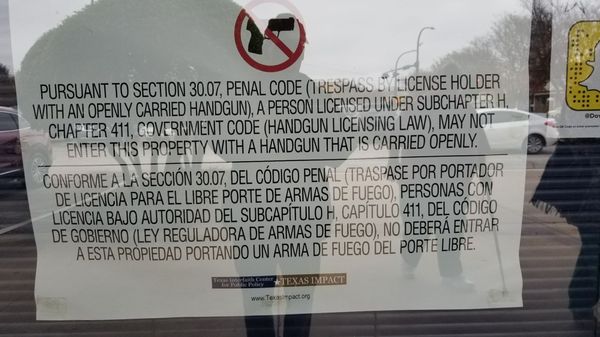 PURSUANT TO SECTION 30.07, PENAL CODE (TRESPASS BY LICENSE HOLDER
WITH AN OPENLY CARRIED HANDGUN), A PERSON LICENSED UNDER SUBCHAPTER H,
CHAPTER 411, GOVERNMENT CODE (HANDGUN LICENSING LAW), MAY NOT
ENTER THIS PROPERTY WITH A HANDGUN THAT IS CARRIED OPENLY.
CONFORME A LA SECCIÓN 30.07, DEL CÓDIGO PENAL (TRASPASE POR PORTADOR
DE LICENCIA PARA EL LIBRE PORTE DE ARMAS DE FUEGO), PERSONAS CON
LICENCIA BAJO AUTORIDAD DEL SUBCAPÍTULO H, CAPÍTULO 411, DEL CÓDIGO
DE GOBIERNO (LEY REGULADORA DE ARMAS DE FUEGO), NO DEBERÁ ENTRAR
A ESTA PROPIEDAD PORTANDO UN ARMA DE FUEGO DEL PORTE LIBRE.
Texas Interfaith Center
for Public Policy TEXAS IMPACT
www.TexasImpact.org